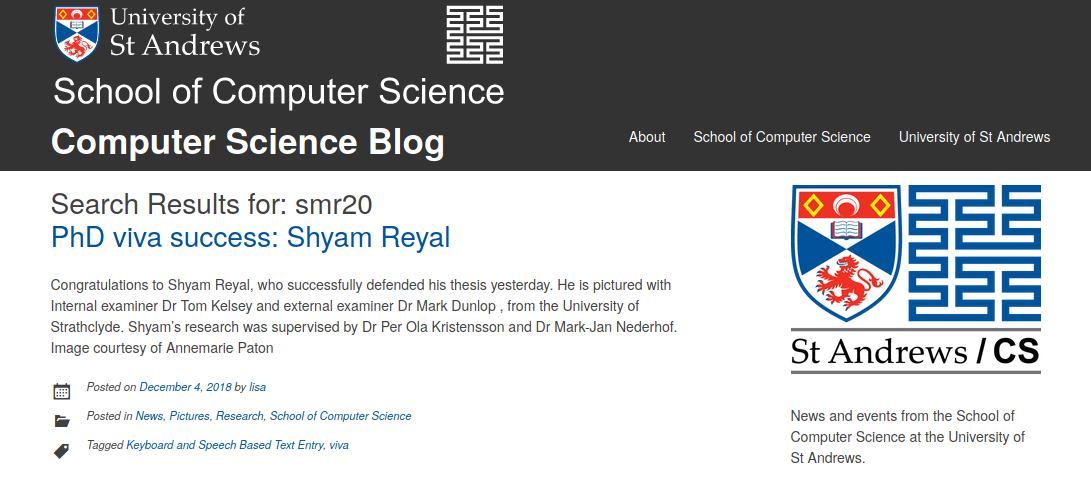 University of
St Andrews
School of Computer Science
Computer Science Blog
About School of Computer Science University of St Andrews
Search Results for: smr20
PhD viva success: Shyam Reyal
Congratulations to Shyam Reyal, who successfully defended his thesis yesterday. He is pictured with
Internal examiner Dr Tom Kelsey and external examiner Dr Mark Dunlop , from the University of
Strathclyde. Shyam’s research was supervised by Dr Per Ola Kristensson and Dr Mark-Jan Nederhof.
Image courtesy of Annemarie Paton
Posted on December 4, 2018 by lisa
Posted in News, Pictures, Research, School of Computer Science
Tagged Keyboard and Speech Based Text Entry, viva
St Andrews / CS
News and events from the School of
Computer Science at the University of
St Andrews.